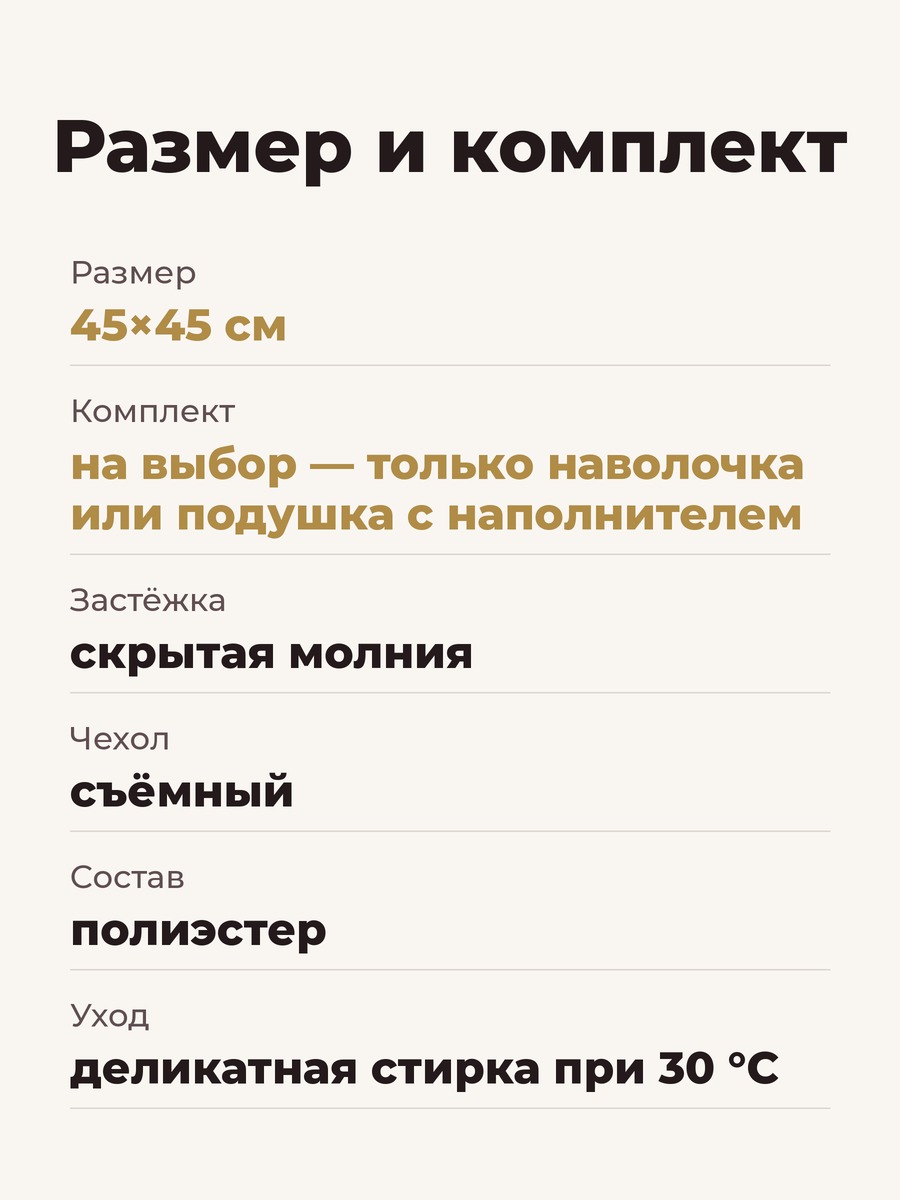 Размер и комплект
Размер
45×45 см
Комплект
на выбор — только наволочка
или подушка с наполнителем
Застёжка
скрытая молния
Чехол
съёмный
Состав
полиэстер
Уход
деликатная стирка при 30 °C